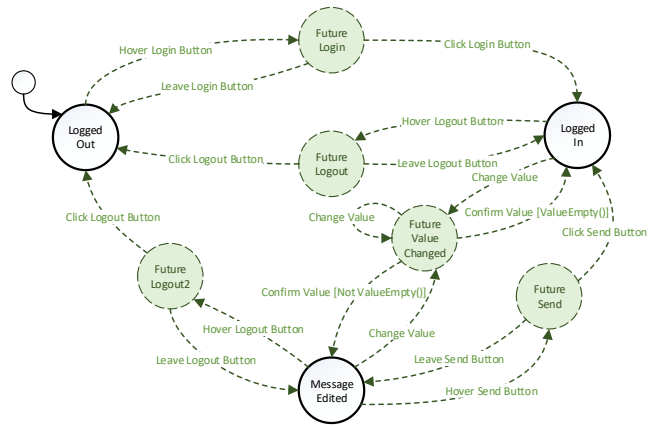 Future
Login
Hover Login Button
Click Login Button
Leave Login Button
Logged
Out
Hover Logout Button
Logged
In
Click Logout Button
Future
Logout
Leave Logout Button
Change Value
Click Logout Button
Change Value
Future
Value
Changed
Confirm Value [ValueEmpty()]
Click Send Button
Future
Logout2
Confirm Value [Not ValueEmpty()]
Future
Send
Hover Logout Button
Change Value
Leave Logout Button
Leave Send Button
Message
Edited
Hover Send Button